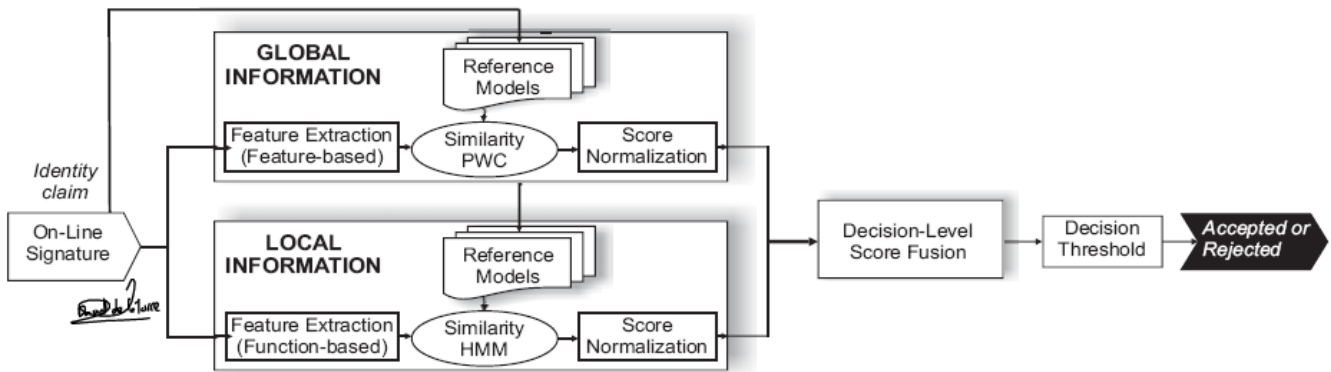 GLOBAL
INFORMATION
Reference
Models
Feature Extraction
(Feature-based)
Similarity
PWC
Score
Normalization
Identity
claim
On-Line
Signature
LOCAL
INFORMATION
Reference
Models
Feature Extraction
(Function-based)
Similarity
HMM
Score
Normalization
Decision-Level
Score Fusion
Decision
Threshold
Accepted or
Rejected